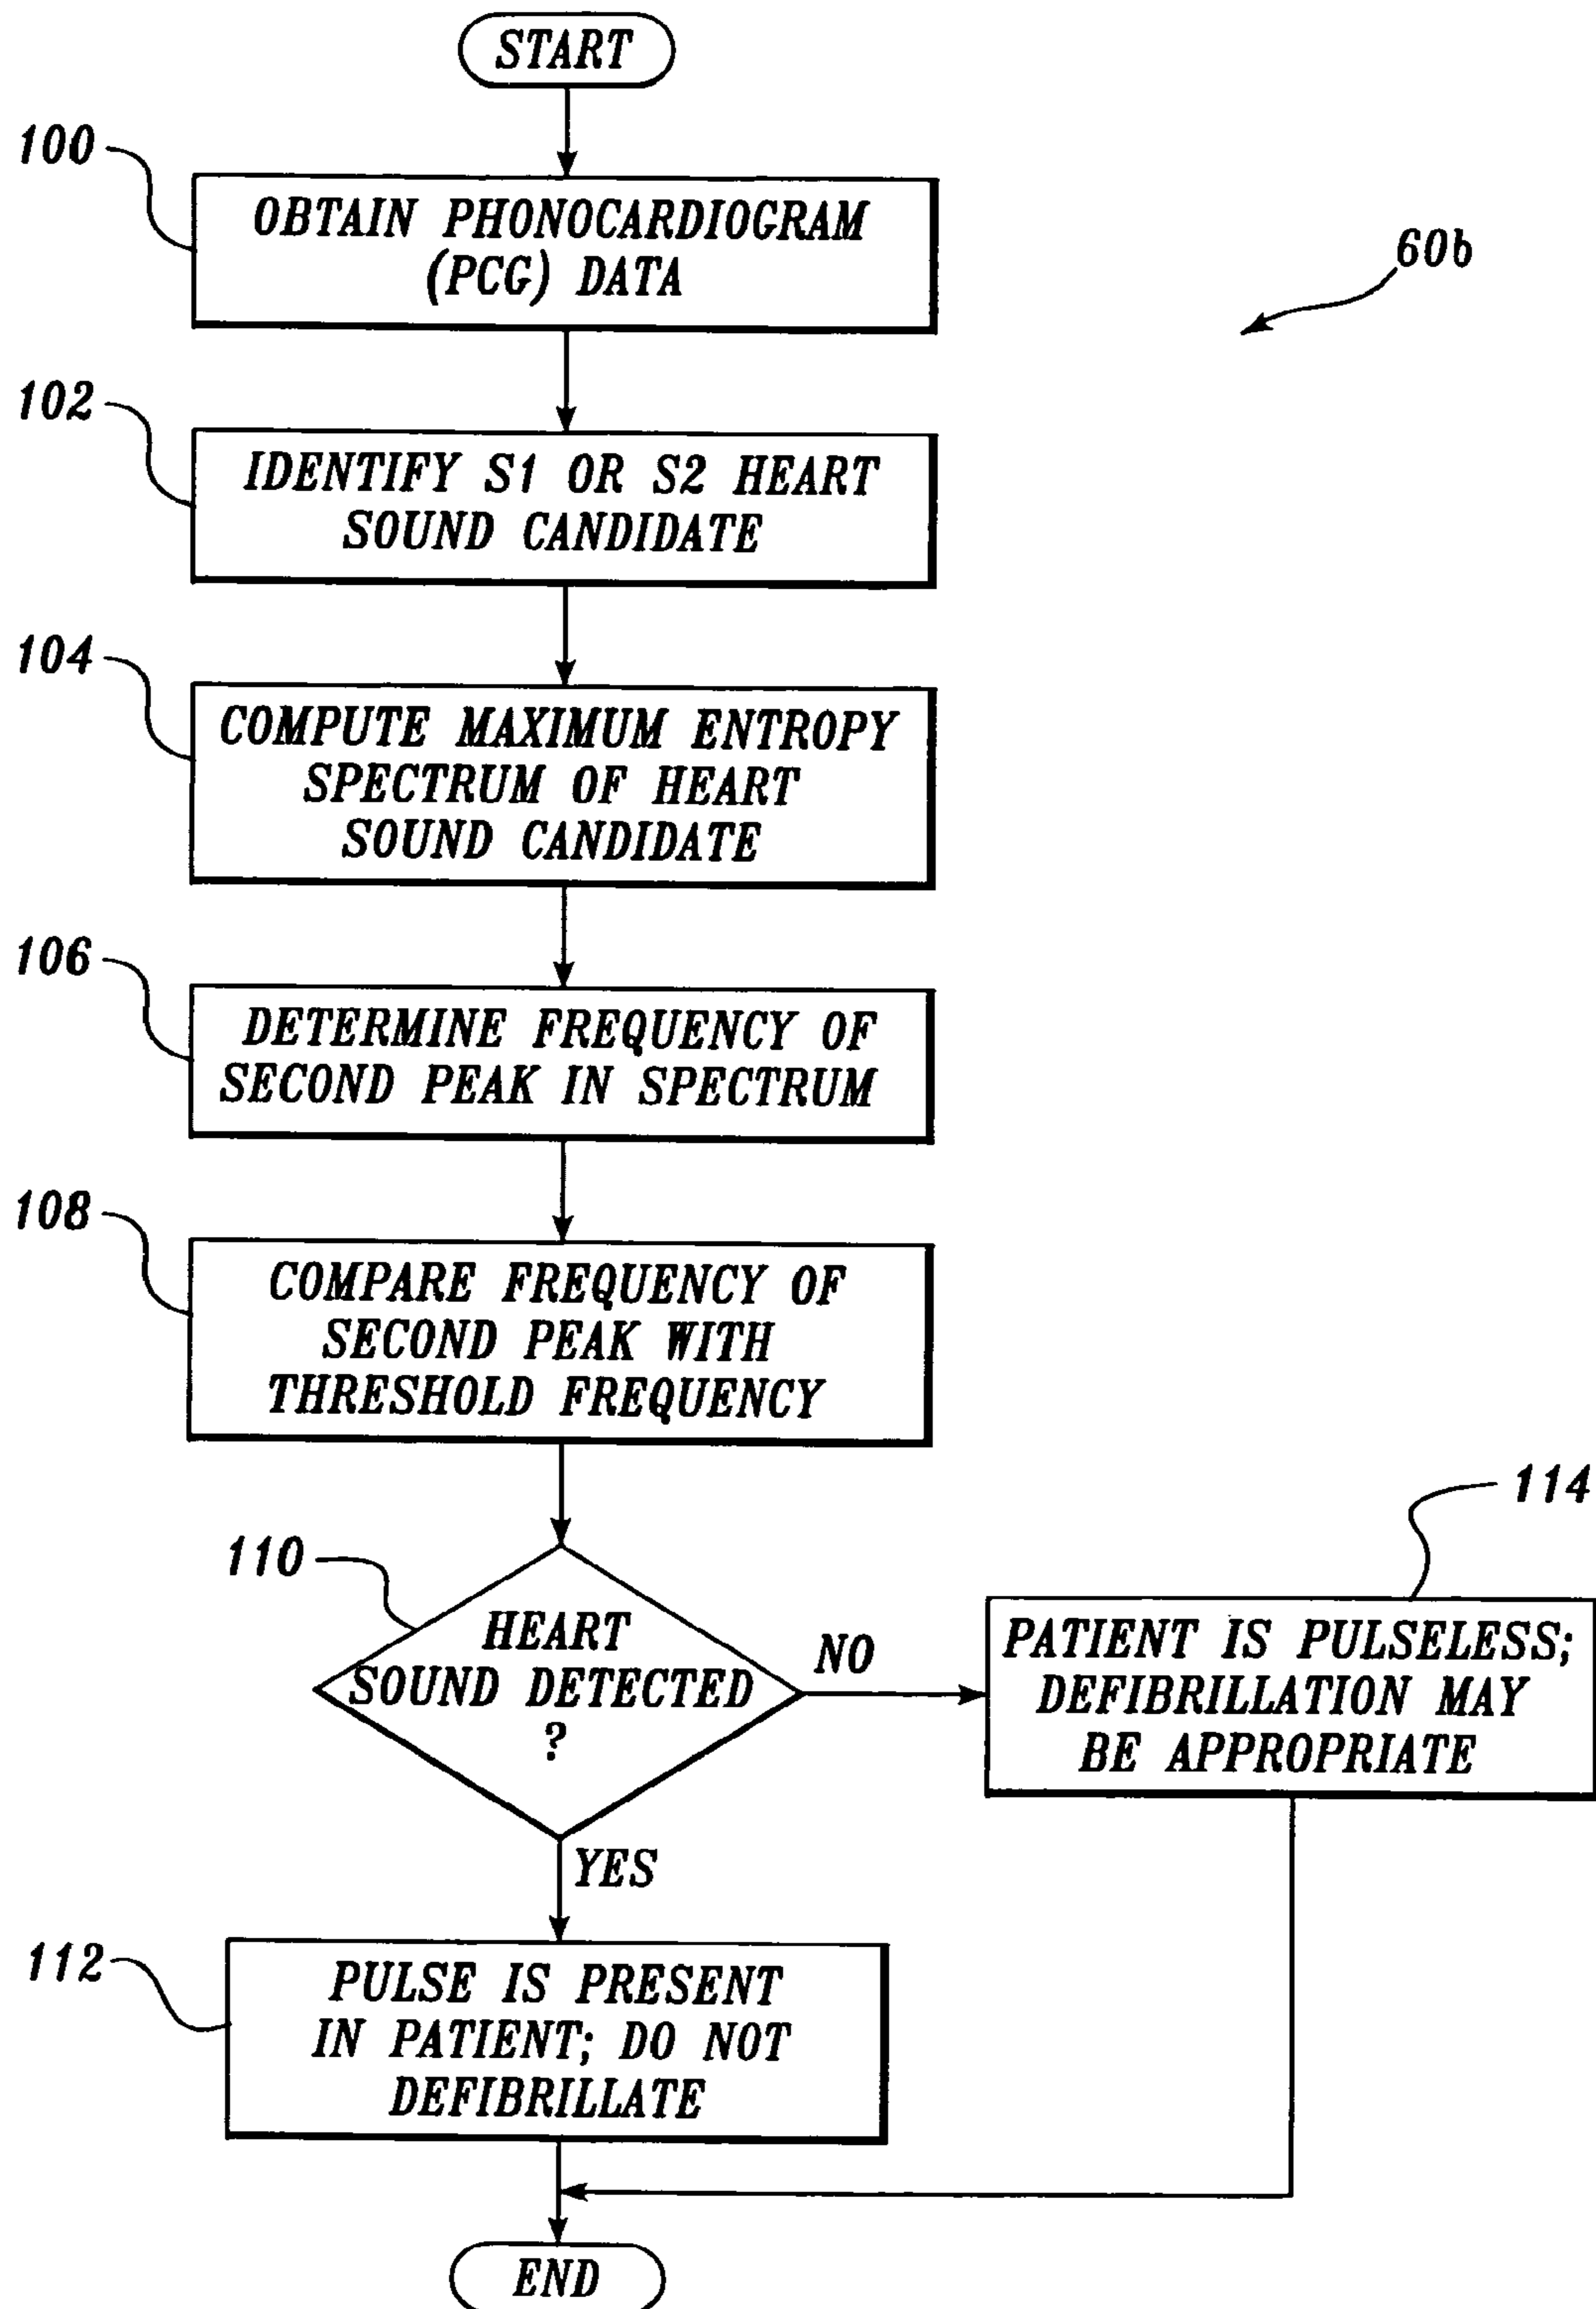 START
100
OBTAIN PHONOCARDIOGRAM
(PCG) DATA
60b
102
IDENTIFY S1 OR S2 HEART
SOUND CANDIDATE
104
COMPUTE MAXIMUM ENTROPY
SPECTRUM OF HEART
SOUND CANDIDATE
106
DETERMINE FREQUENCY OF
SECOND PEAK IN SPECTRUM
108
COMPARE FREQUENCY OF
SECOND PEAK WITH
THRESHOLD FREQUENCY
110
HEART
SOUND DETECTED
?
NO
114
PATIENT IS PULSELESS;
DEFIBRILLATION MAY
BE APPROPRIATE
YES
112
PULSE IS PRESENT
IN PATIENT; DO NOT
DEFIBRILLATE
END